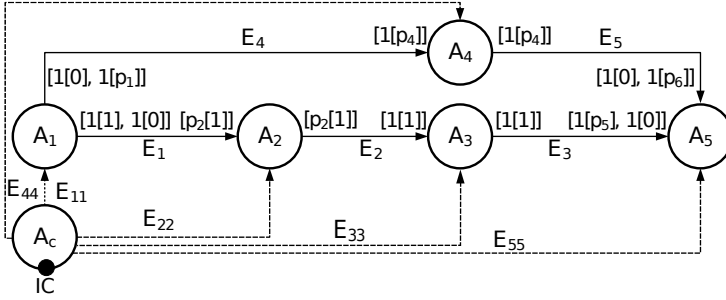 E₄
[1[p₄]]
A₄
[1[p₄]]
E₅
[1[0], 1[p₁]]
[1[0], 1[p₆]]
A₁
[1[1], 1[0]]
[p₂[1]]
A₂
[p₂[1]]
[1[1]]
A₃
[1[1]]
[1[p₅], 1[0]]
A₅
E₁
E₂
E₃
E₄₄
E₁₁
A_c
E₂₂
E₃₃
E₅₅
IC